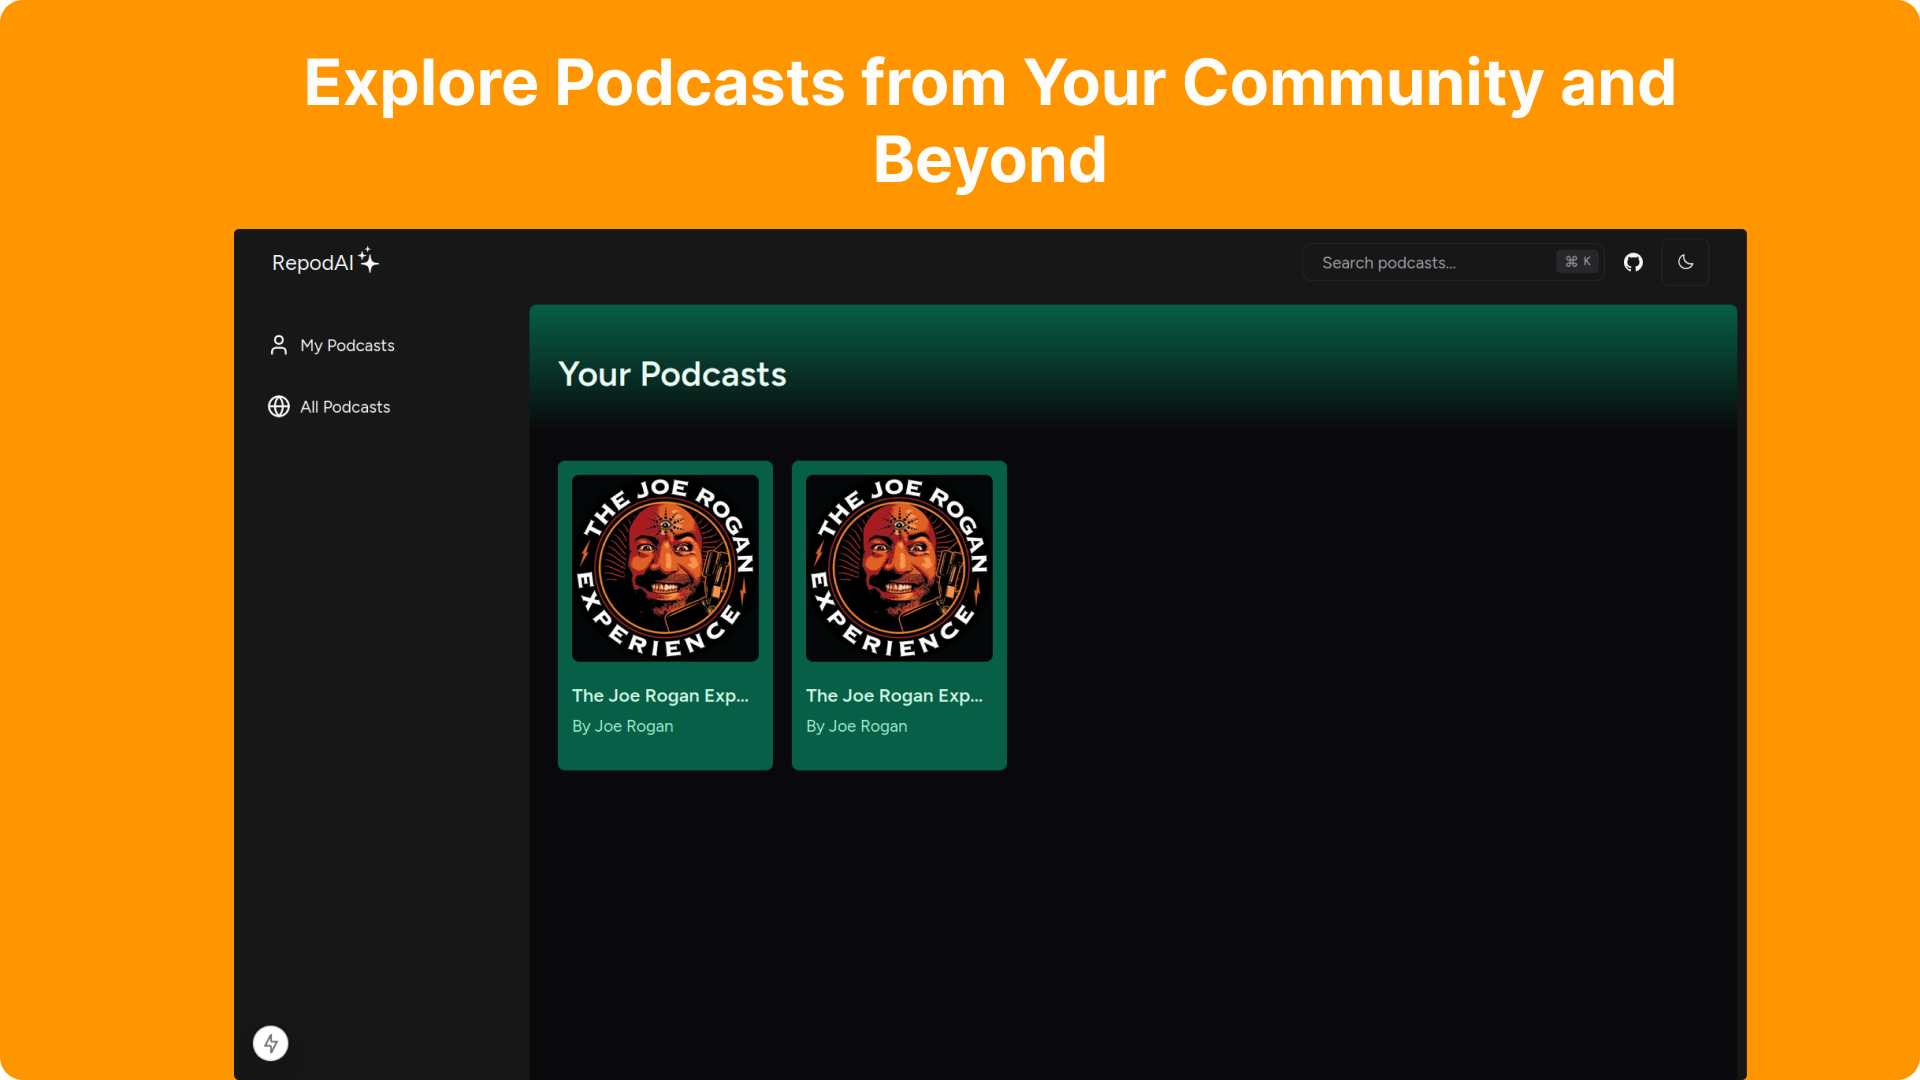 Explore Podcasts from Your Community and
Beyond
RepodAI
Search podcasts...
⌘ K
My Podcasts
All Podcasts
Your Podcasts
THE JOE ROGAN EXPERIENCE
THE JOE ROGAN EXPERIENCE
The Joe Rogan Exp...
The Joe Rogan Exp...
By Joe Rogan
By Joe Rogan